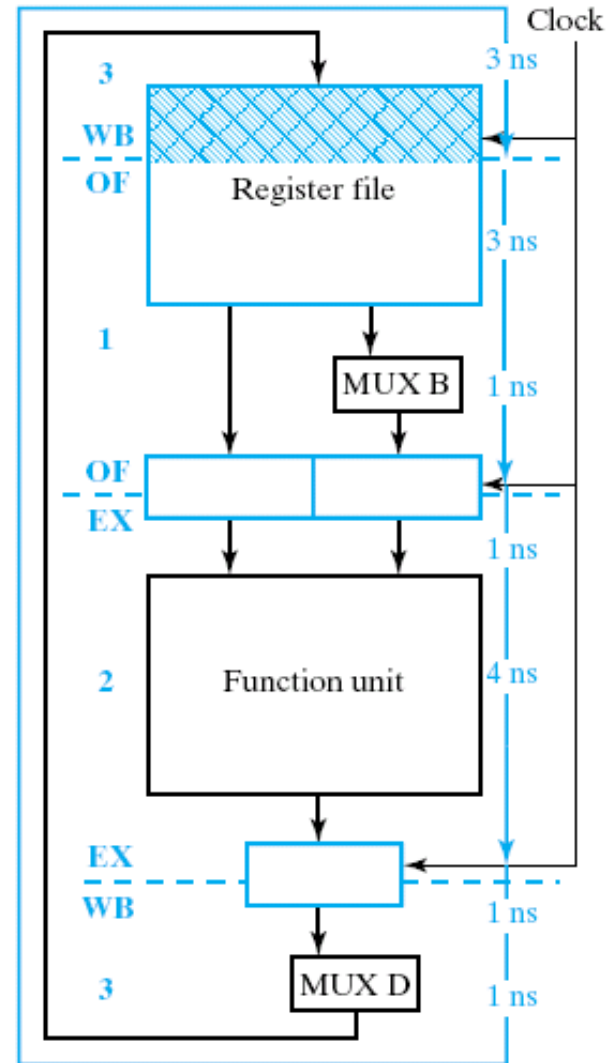 Clock
3
3 ns
WB
OF
Register file
3 ns
1
MUX B
1 ns
OF
EX
1 ns
2
Function unit
4 ns
EX
WB
1 ns
3
MUX D
1 ns